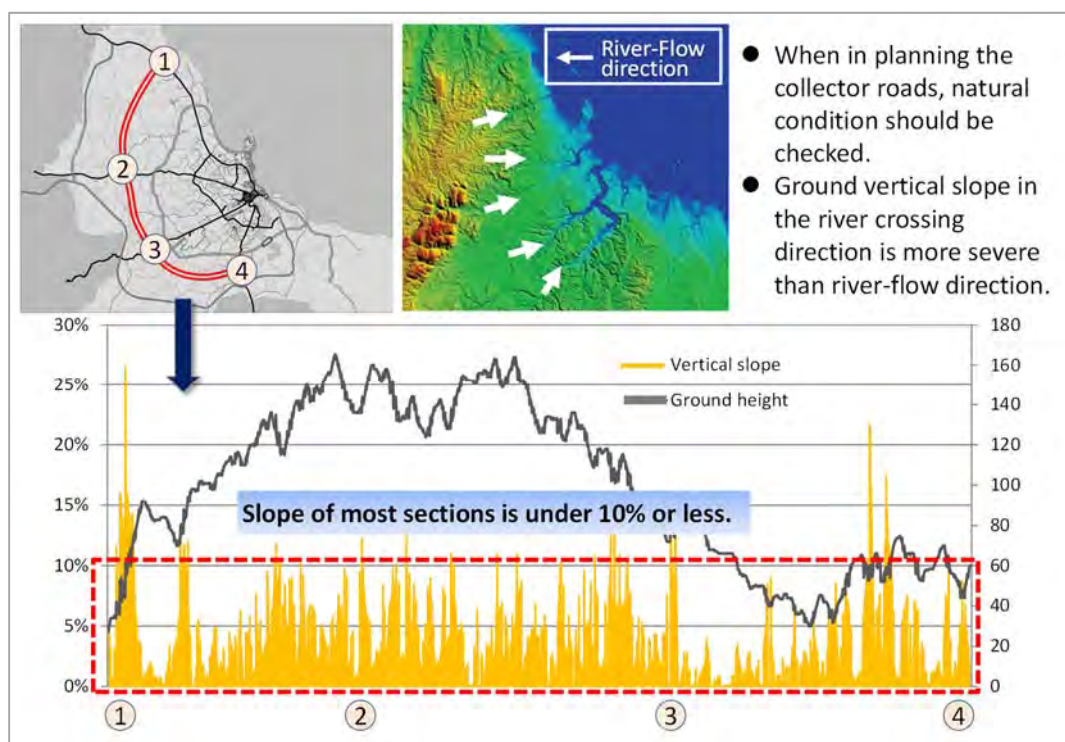 1
2
3
4
River-Flow
direction
● When in planning the
collector roads, natural
condition should be
checked.
● Ground vertical slope in
the river crossing
direction is more severe
than river-flow direction.
30%
25%
20%
15%
10%
5%
0%
180
160
140
120
100
80
60
40
20
0
Vertical slope
Ground height
Slope of most sections is under 10% or less.
1
2
3
4